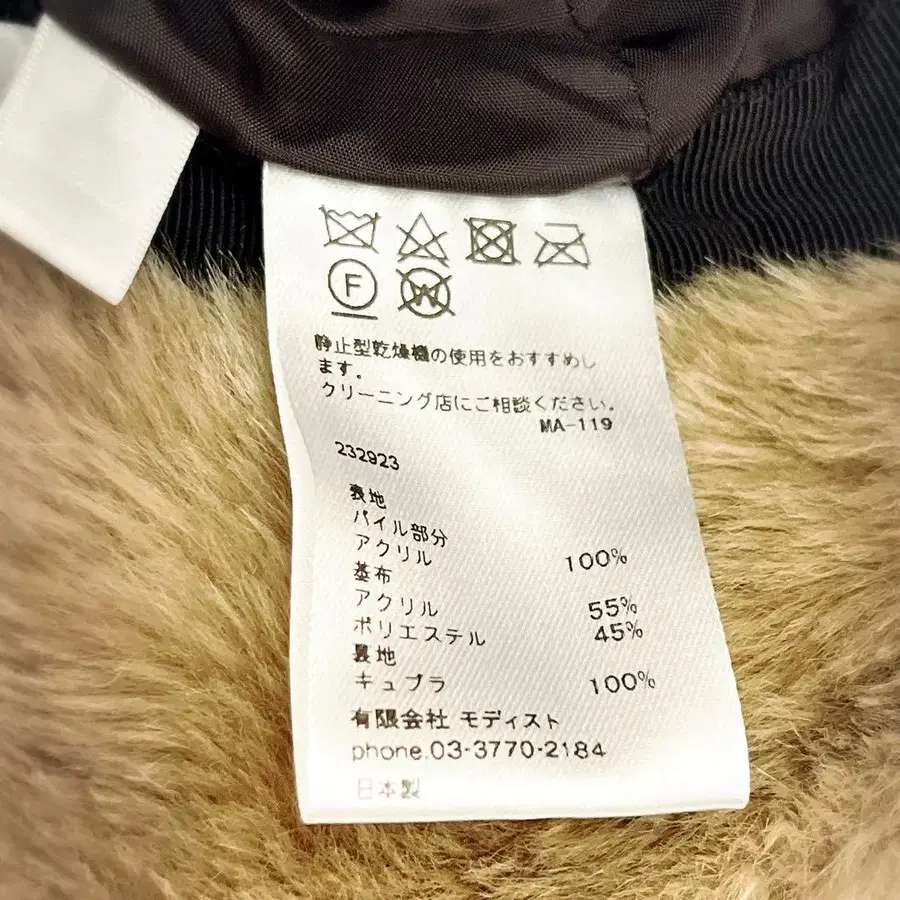 F W
静止型乾燥機の使用をおすすめし
ます。
クリーニング店にご相談ください。
MA-119
232923
表地
パイル部分
アクリル 100%
基布
アクリル 55%
ポリエステル 45%
裏地
キュプラ 100%
有限会社 モディスト
phone.03-3770-2184
日本製